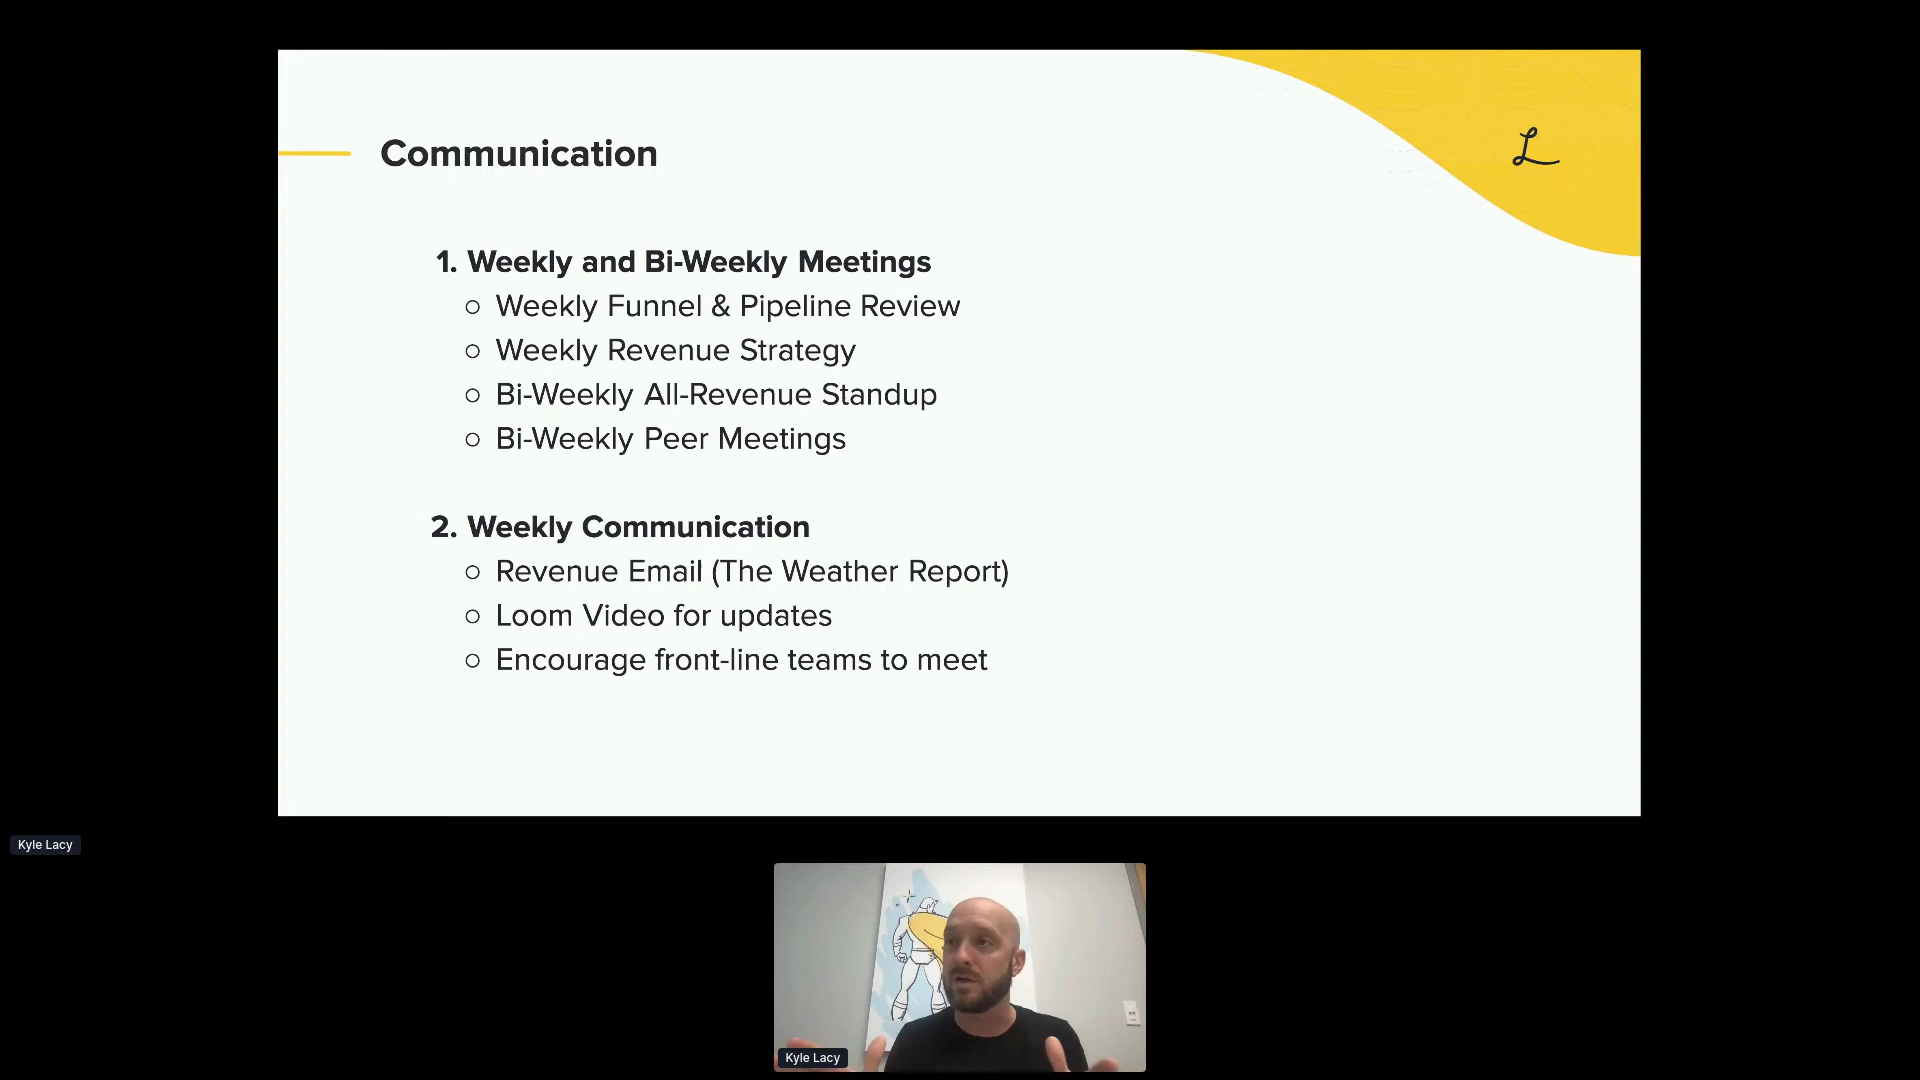 Communication
1. Weekly and Bi-Weekly Meetings
○ Weekly Funnel & Pipeline Review
○ Weekly Revenue Strategy
○ Bi-Weekly All-Revenue Standup
○ Bi-Weekly Peer Meetings
2. Weekly Communication
○ Revenue Email (The Weather Report)
○ Loom Video for updates
○ Encourage front-line teams to meet
L
Kyle Lacy
Kyle Lacy